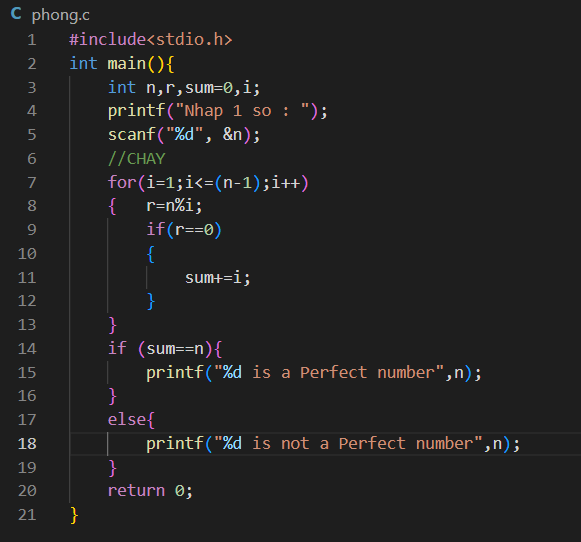 C phong.c
1 #include<stdio.h>
2 int main(){
3 int n,r,sum=0,i;
4 printf("Nhap 1 so : ");
5 scanf("%d", &n);
6 //CHAY
7 for(i=1;i<=(n-1);i++)
8 { r=n%i;
9 if(r==0)
10 {
11 sum+=i;
12 }
13 }
14 if (sum==n){
15 printf("%d is a Perfect number",n);
16 }
17 else{
18 printf("%d is not a Perfect number",n);
19 }
20 return 0;
21 }